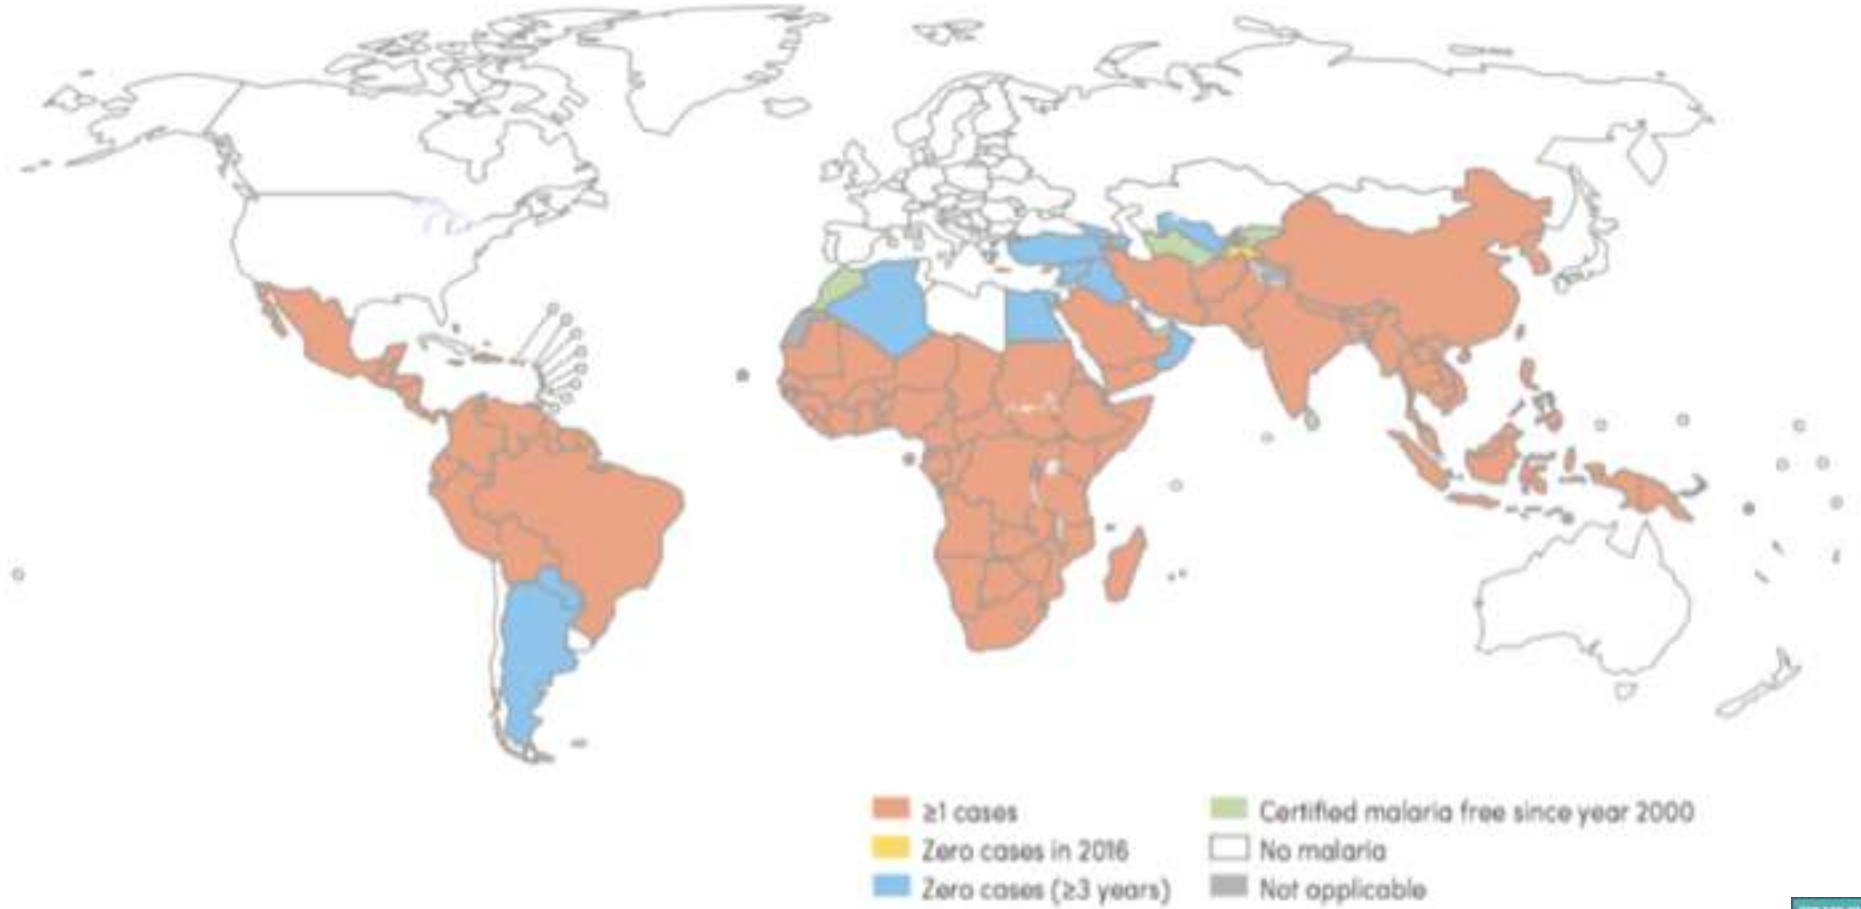 ≥1 cases
Zero cases in 2016
Zero cases (≥3 years)
Certified malaria free since year 2000
No malaria
Not applicable